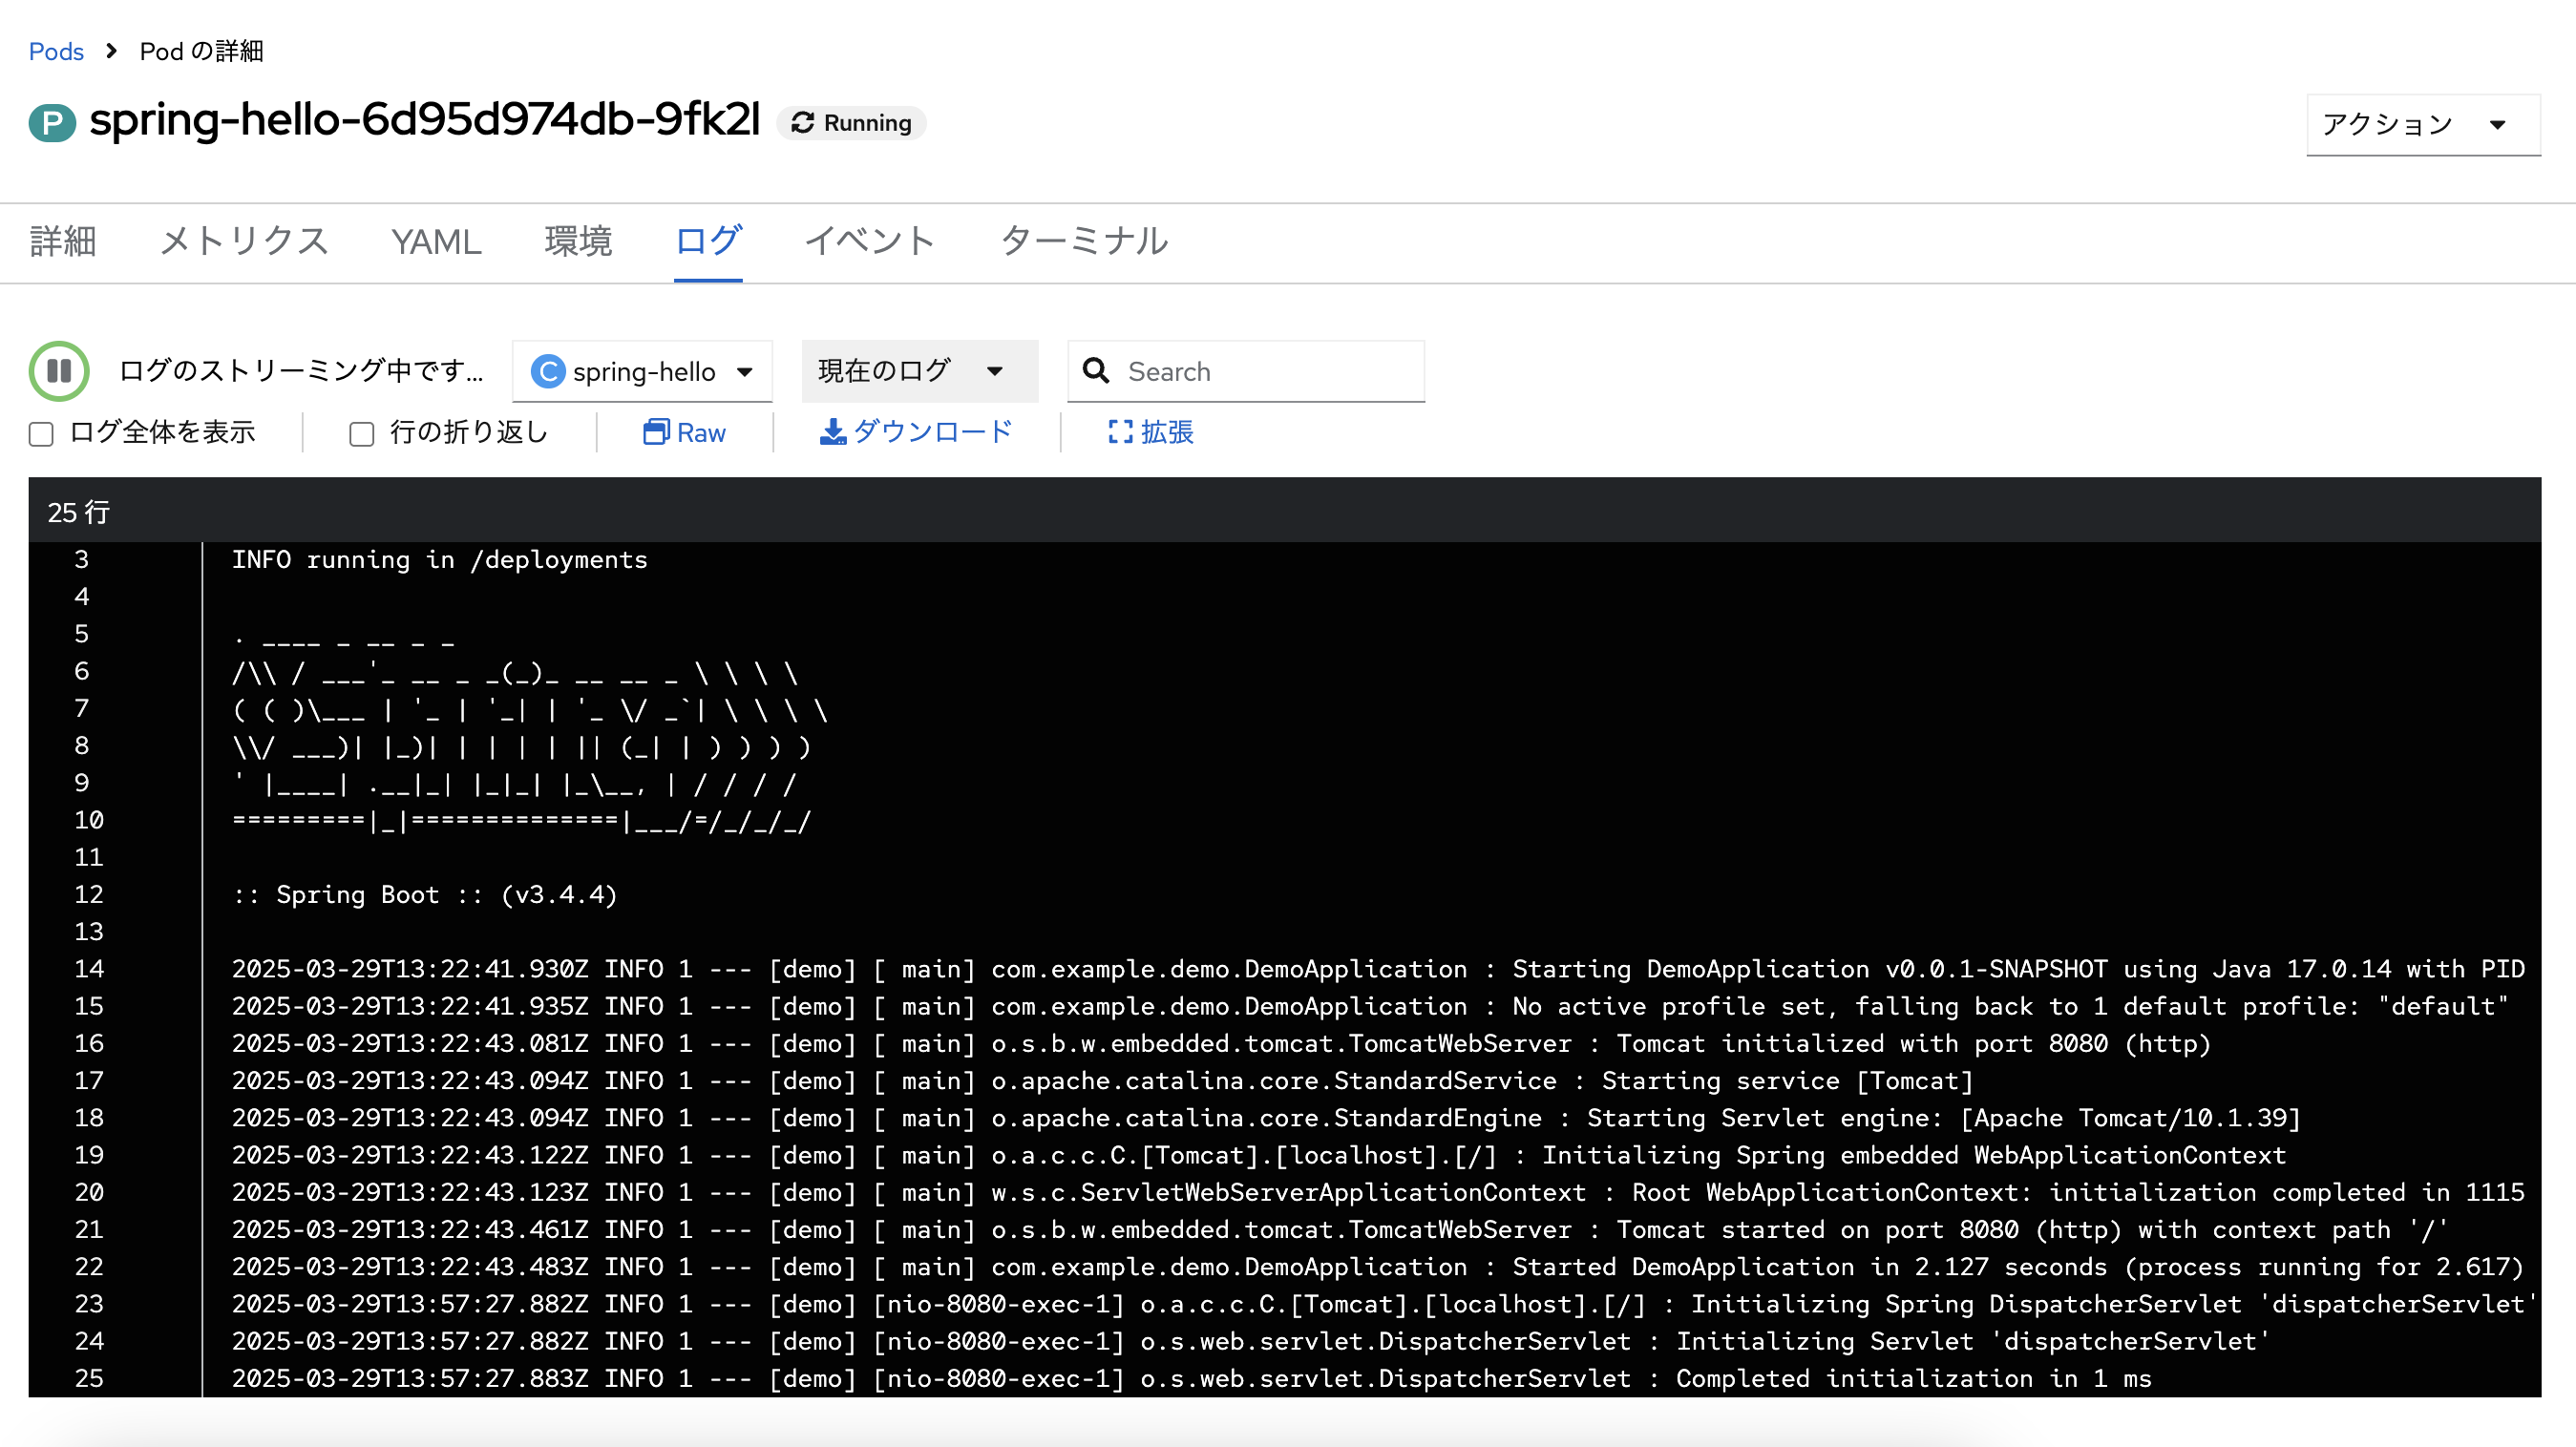 Pods > Pod の詳細
P spring-hello-6d95d974db-9fk2l Running
アクション
詳細 メトリクス YAML 環境 ログ イベント ターミナル
ログのストリーミング中です... C spring-hello 現在のログ Search
ログ全体を表示 行の折り返し Raw ダウンロード 拡張
25 行
3 INFO running in /deployments
4
5 . ____ _ __ _ _
6 /\\ / ___'_ __ _ _(_)_ __ __ _ \ \ \ \
7 ( ( )\___ | '_ | '_| | '_ \/ _`| \ \ \ \
8 \\/ ___)| |_)| | | | | || (_| | ) ) ) )
9 ' |____| .__|_| |_|_| |_\__, | / / / /
10 =========|_|==============|___/=/_/_/_/
11
12 :: Spring Boot :: (v3.4.4)
13
14 2025-03-29T13:22:41.930Z INFO 1 --- [demo] [ main] com.example.demo.DemoApplication : Starting DemoApplication v0.0.1-SNAPSHOT using Java 17.0.14 with PID
15 2025-03-29T13:22:41.935Z INFO 1 --- [demo] [ main] com.example.demo.DemoApplication : No active profile set, falling back to 1 default profile: "default"
16 2025-03-29T13:22:43.081Z INFO 1 --- [demo] [ main] o.s.b.w.embedded.tomcat.TomcatWebServer : Tomcat initialized with port 8080 (http)
17 2025-03-29T13:22:43.094Z INFO 1 --- [demo] [ main] o.apache.catalina.core.StandardService : Starting service [Tomcat]
18 2025-03-29T13:22:43.094Z INFO 1 --- [demo] [ main] o.apache.catalina.core.StandardEngine : Starting Servlet engine: [Apache Tomcat/10.1.39]
19 2025-03-29T13:22:43.122Z INFO 1 --- [demo] [ main] o.a.c.c.C.[Tomcat].[localhost].[/] : Initializing Spring embedded WebApplicationContext
20 2025-03-29T13:22:43.123Z INFO 1 --- [demo] [ main] w.s.c.ServletWebServerApplicationContext : Root WebApplicationContext: initialization completed in 1115
21 2025-03-29T13:22:43.461Z INFO 1 --- [demo] [ main] o.s.b.w.embedded.tomcat.TomcatWebServer : Tomcat started on port 8080 (http) with context path '/'
22 2025-03-29T13:22:43.483Z INFO 1 --- [demo] [ main] com.example.demo.DemoApplication : Started DemoApplication in 2.127 seconds (process running for 2.617)
23 2025-03-29T13:57:27.882Z INFO 1 --- [demo] [nio-8080-exec-1] o.a.c.c.C.[Tomcat].[localhost].[/] : Initializing Spring DispatcherServlet 'dispatcherServlet'
24 2025-03-29T13:57:27.882Z INFO 1 --- [demo] [nio-8080-exec-1] o.s.web.servlet.DispatcherServlet : Initializing Servlet 'dispatcherServlet'
25 2025-03-29T13:57:27.883Z INFO 1 --- [demo] [nio-8080-exec-1] o.s.web.servlet.DispatcherServlet : Completed initialization in 1 ms